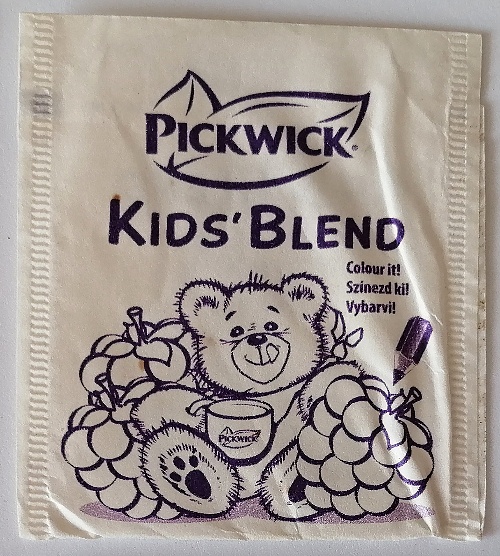 PICKWICK®
KIDS' BLEND
Colour it!
Színezd ki!
Vybarvi!
PICKWICK